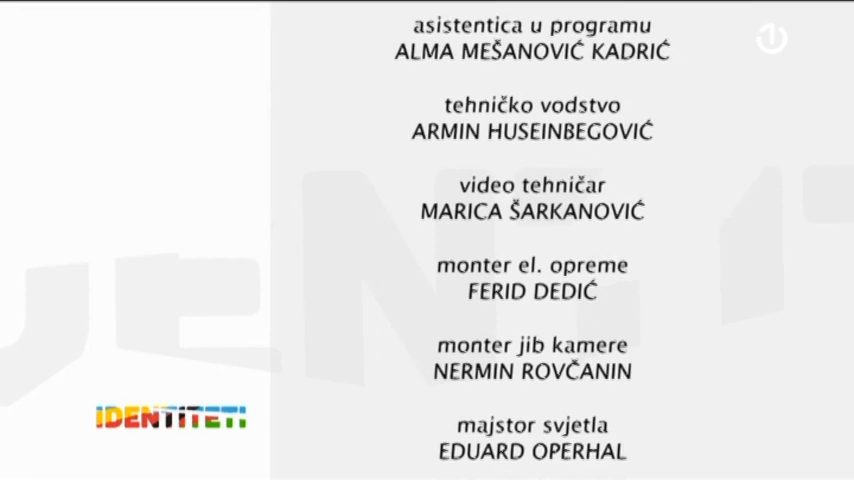 asistentica u programu
ALMA MEŠANOVIĆ KADRIĆ
tehničko vodstvo
ARMIN HUSEINBEGOVIĆ
video tehničar
MARICA ŠARKANOVIĆ
monter el. opreme
FERID DEDIĆ
monter jib kamere
NERMIN ROVČANIN
majstor svjetla
EDUARD OPERHAL
IDENTITETI
1